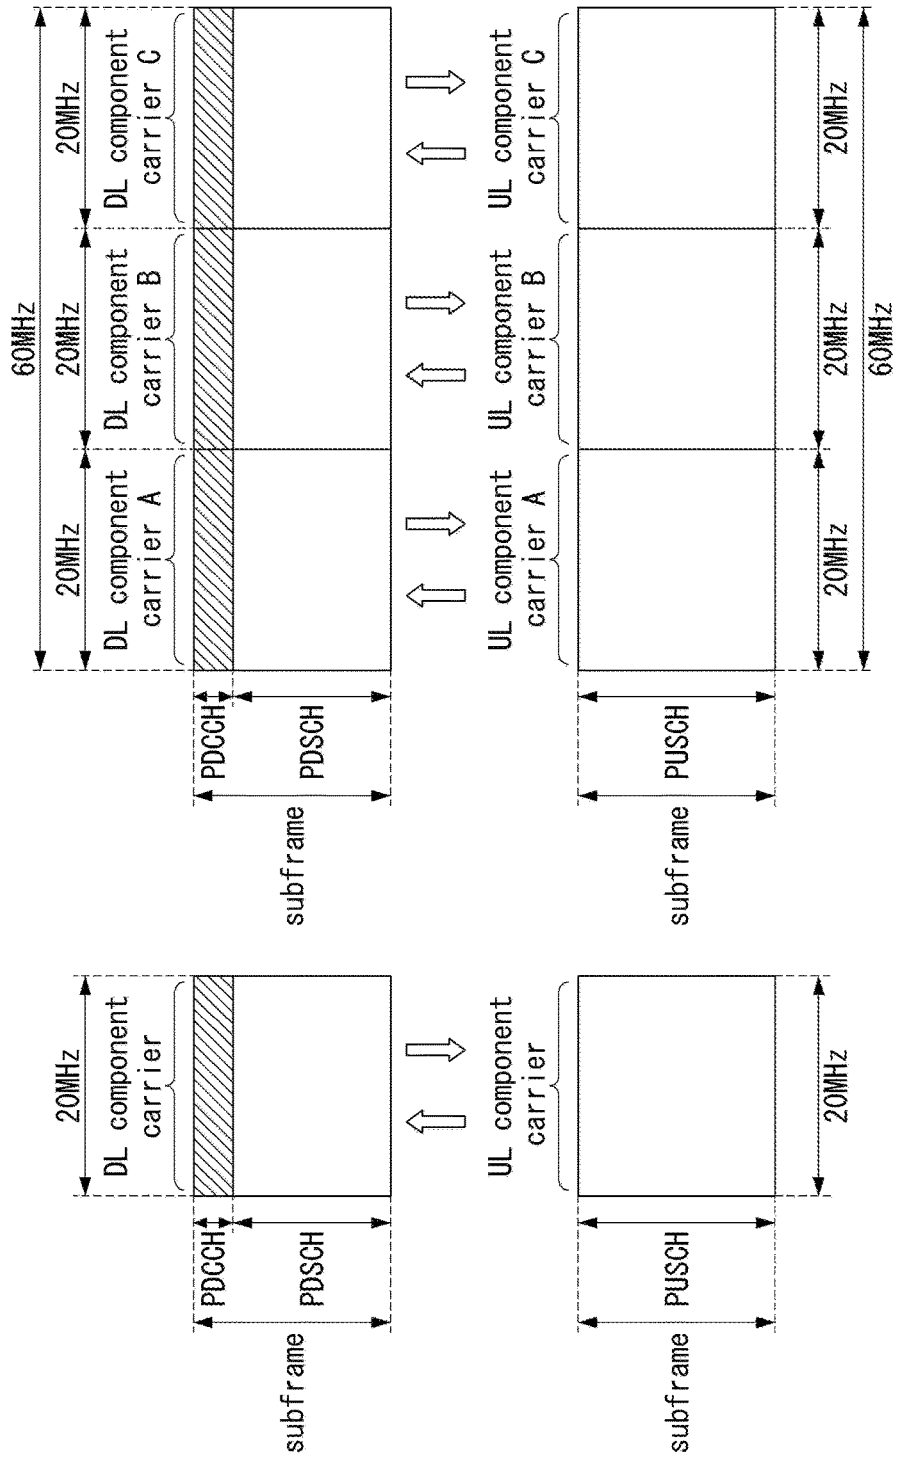 20MHz
DL component
carrier
PDCCH
PDSCH
subframe
UL component
carrier
PUSCH
subframe
20MHz
60MHz
20MHz
20MHz
20MHz
DL component
carrier A
DL component
carrier B
DL component
carrier C
PDCCH
PDSCH
subframe
UL component
carrier A
UL component
carrier B
UL component
carrier C
PUSCH
subframe
20MHz
20MHz
20MHz
60MHz